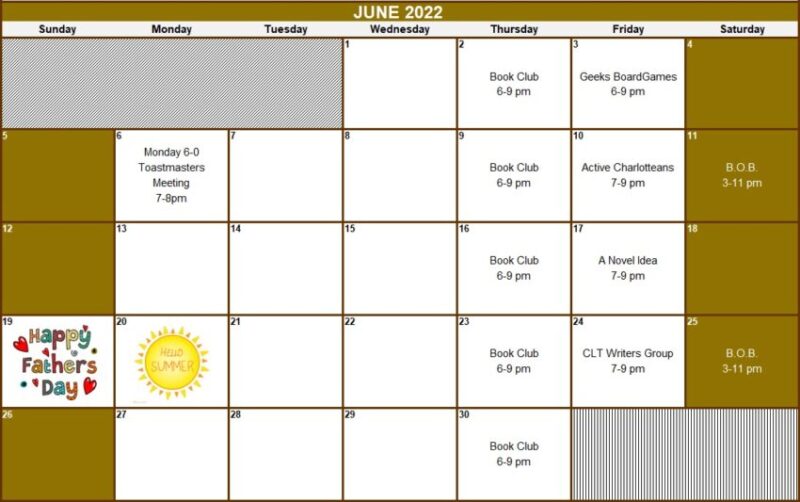 JUNE 2022
Sunday Monday Tuesday Wednesday Thursday Friday Saturday
1
2
Book Club
6-9 pm
3
Geeks BoardGames
6-9 pm
4
5
6
Monday 6-0
Toastmasters
Meeting
7-8pm
7
8
9
Book Club
6-9 pm
10
Active Charlotteans
7-9 pm
11
B.O.B.
3-11 pm
12
13
14
15
16
Book Club
6-9 pm
17
A Novel Idea
7-9 pm
18
19
Happy
Fathers
Day
20
HELLO
SUMMER
21
22
23
Book Club
6-9 pm
24
CLT Writers Group
7-9 pm
25
B.O.B.
3-11 pm
26
27
28
29
30
Book Club
6-9 pm